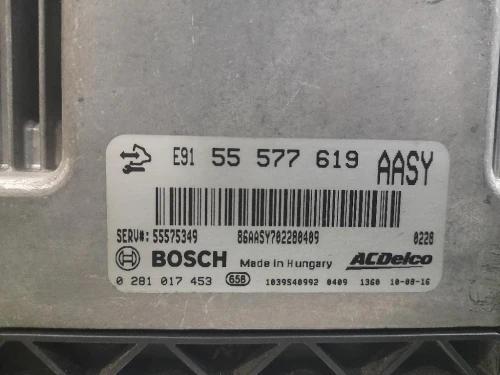 E91 55 577 619 AASY
SERV#: 55575349 86AASY702280409 0228
BOSCH Made in Hungary ACDelco
0 281 017 453 658 1039S40992 0409 1360 10-08-16